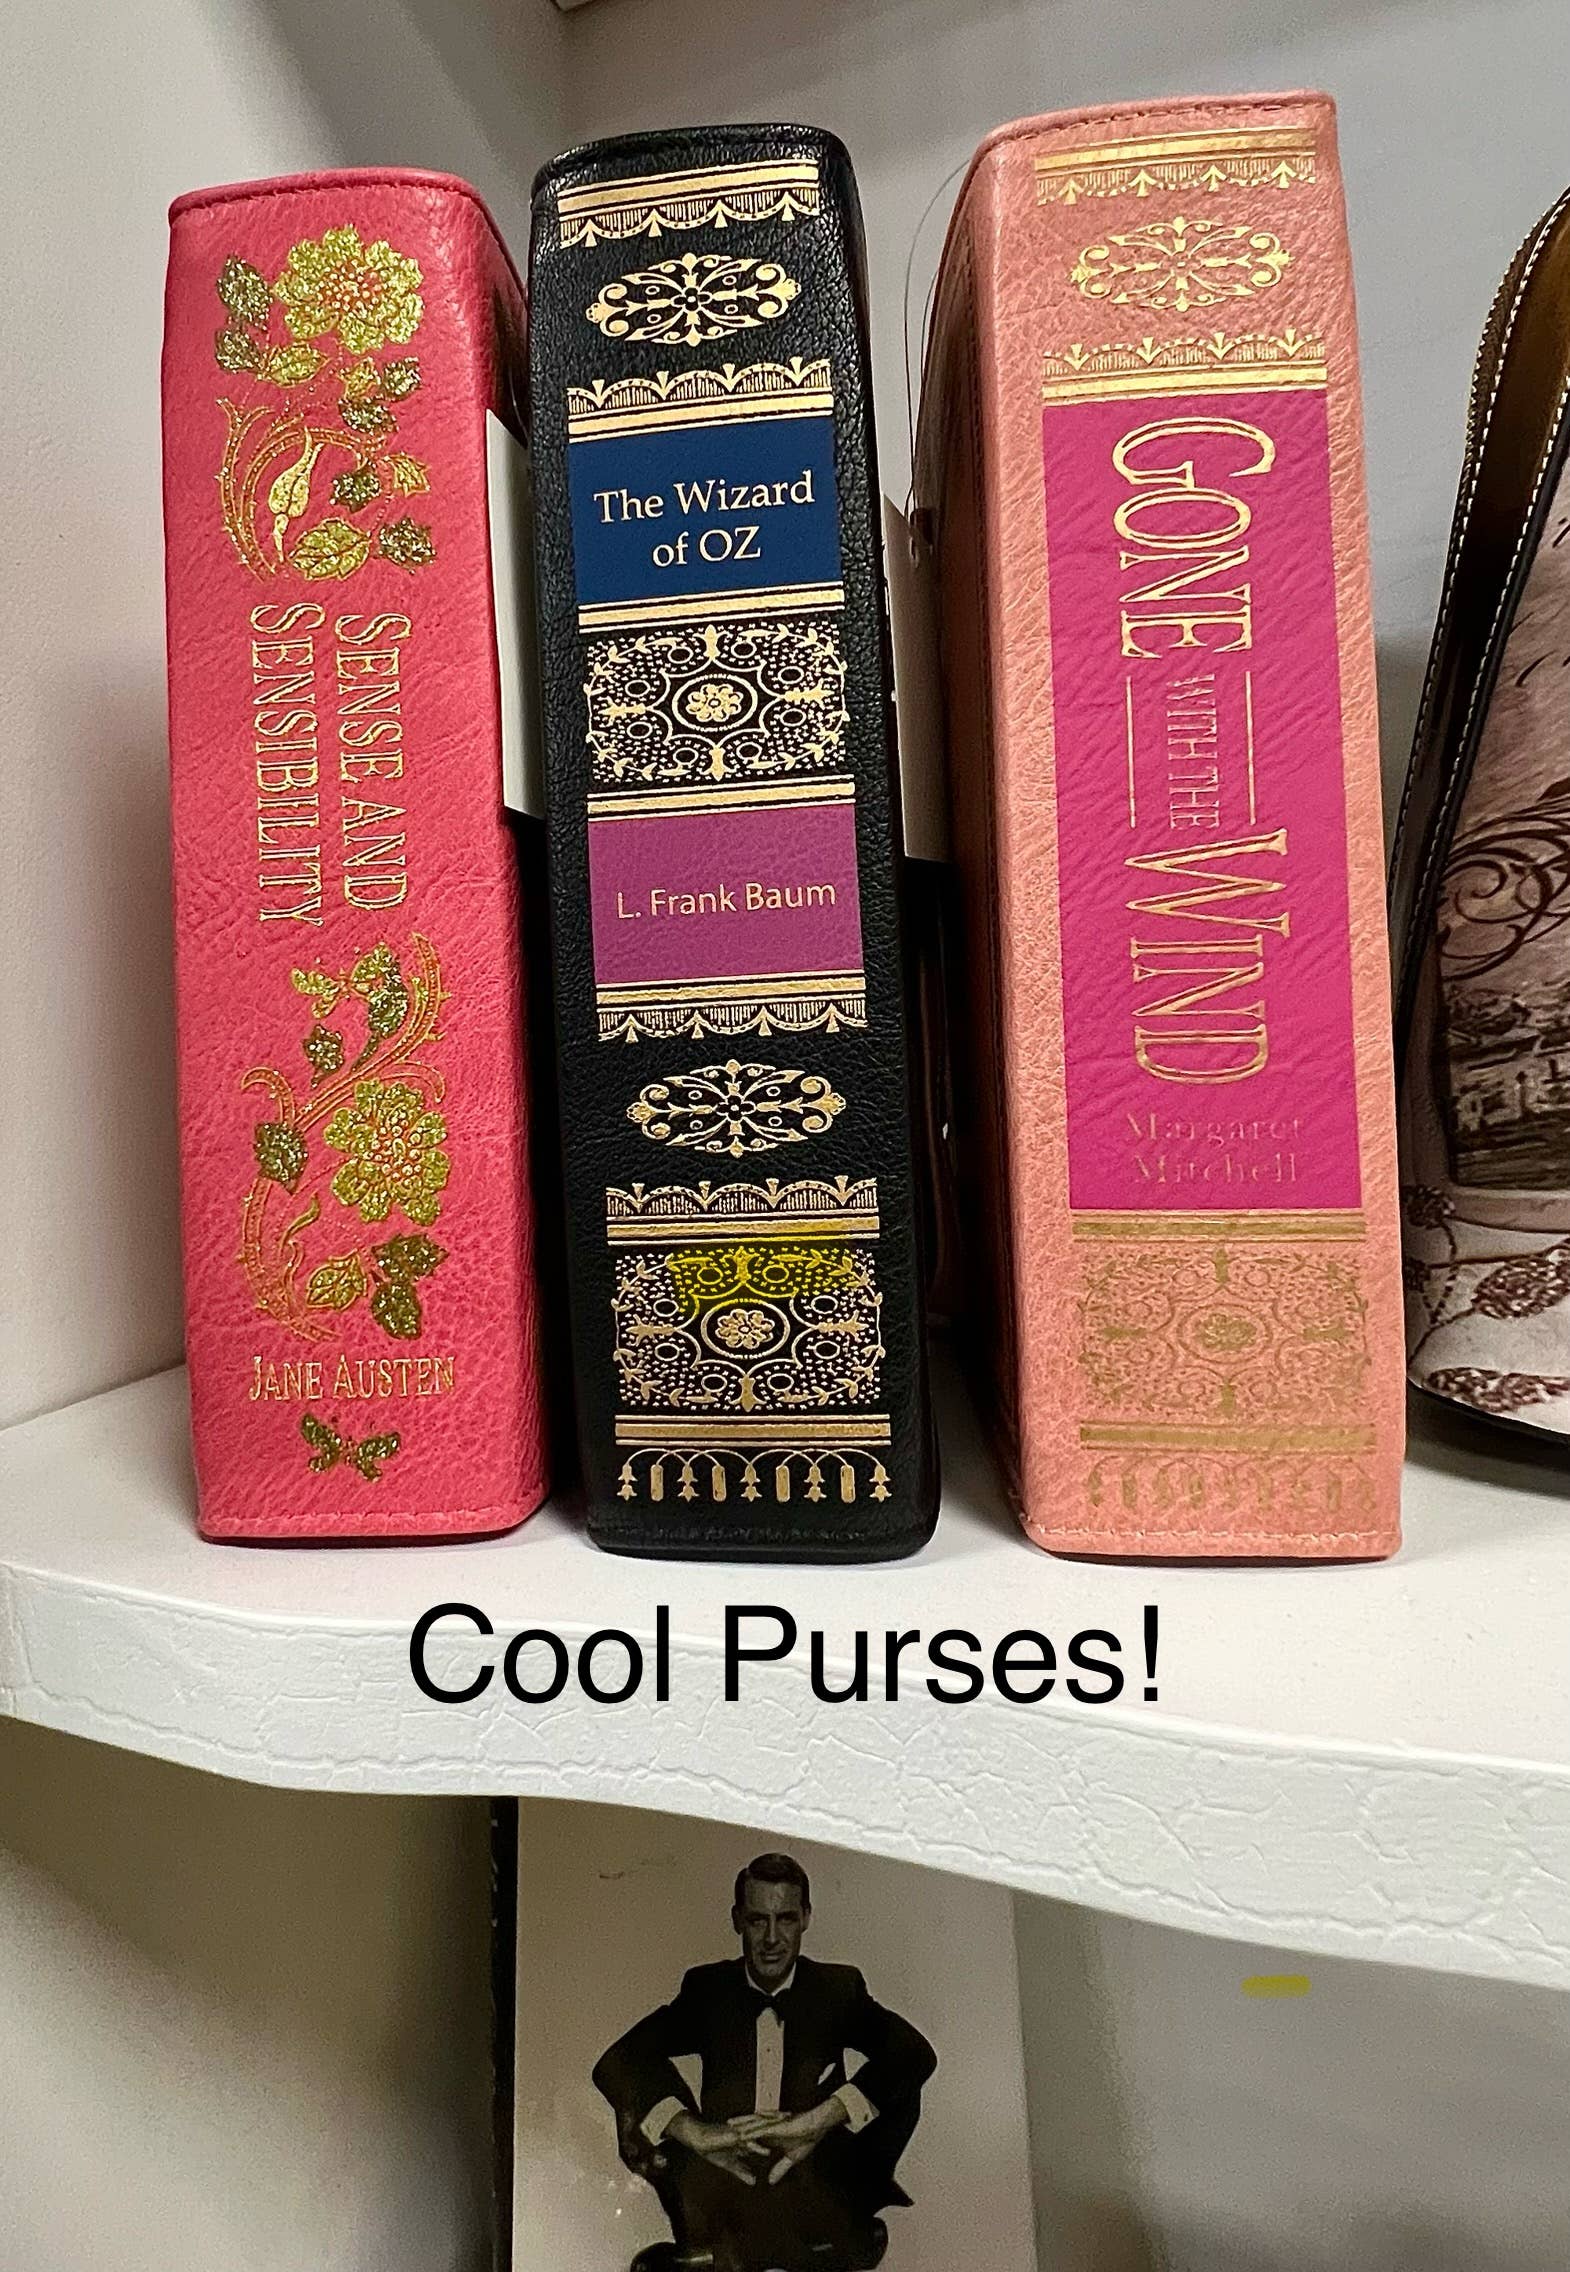 SENSE AND
SENSIBILITY
JANE AUSTEN
The Wizard
of OZ
L. Frank Baum
GONE
WITH THE
WIND
Margaret
Mitchell
Cool Purses!